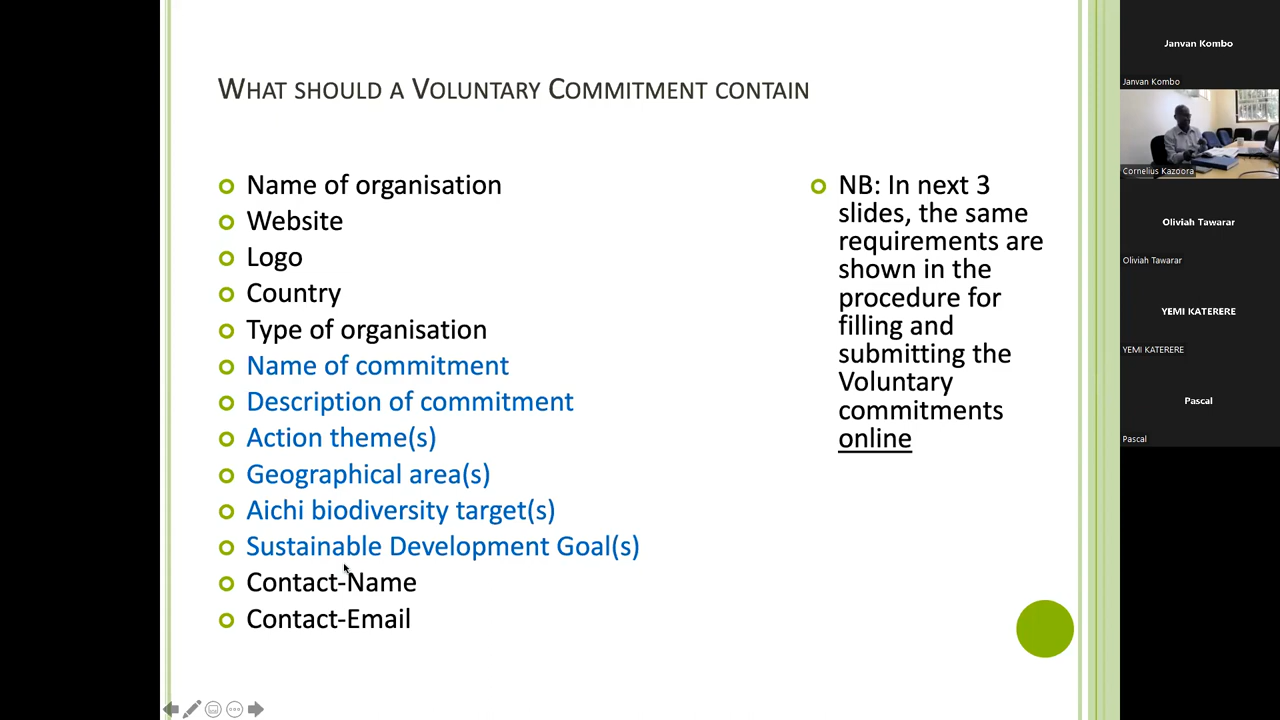 What should a Voluntary Commitment contain
Name of organisation
Website
Logo
Country
Type of organisation
Name of commitment
Description of commitment
Action theme(s)
Geographical area(s)
Aichi biodiversity target(s)
Sustainable Development Goal(s)
Contact-Name
Contact-Email
NB: In next 3
slides, the same
requirements are
shown in the
procedure for
filling and
submitting the
Voluntary
commitments
online
Janvan Kombo
Janvan Kombo
Cornelius Kazoora
Oliviah Tawarar
Oliviah Tawarar
YEMI KATERERE
YEMI KATERERE
Pascal
Pascal